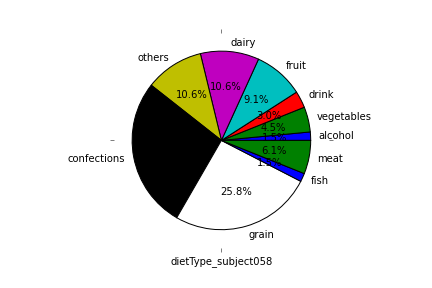 dairy
others
fruit
10.6%
10.6%
9.1%
drink
3.0%
vegetables
4.5%
alcohol
6.1%
meat
confections
1.5%
fish
25.8%
grain
dietType_subject058